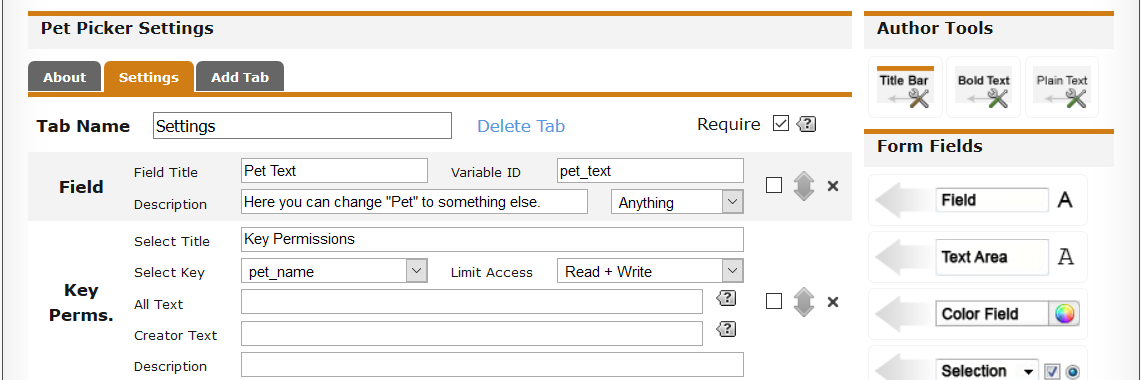 Pet Picker Settings
About Settings Add Tab
Tab Name Settings Delete Tab Require ?
Field
Field Title Pet Text Variable ID pet_text
Description Here you can change "Pet" to something else. Anything
Key Perms.
Select Title Key Permissions
Select Key pet_name Limit Access Read + Write
All Text ?
Creator Text ?
Description
Author Tools
Title Bar Bold Text Plain Text
Form Fields
Field A
Text Area A
Color Field
Selection